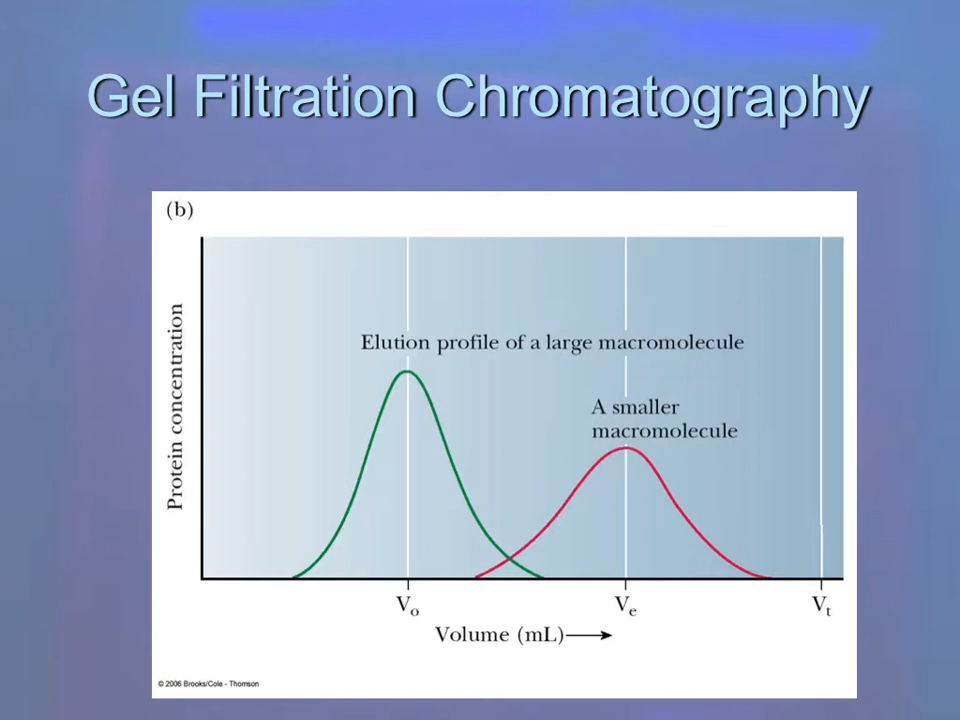 Gel Filtration Chromatography
(b)
Protein concentration
Elution profile of a large macromolecule
A smaller
macromolecule
Vo
Ve
Vt
Volume (mL)
© 2006 Brooks/Cole - Thomson